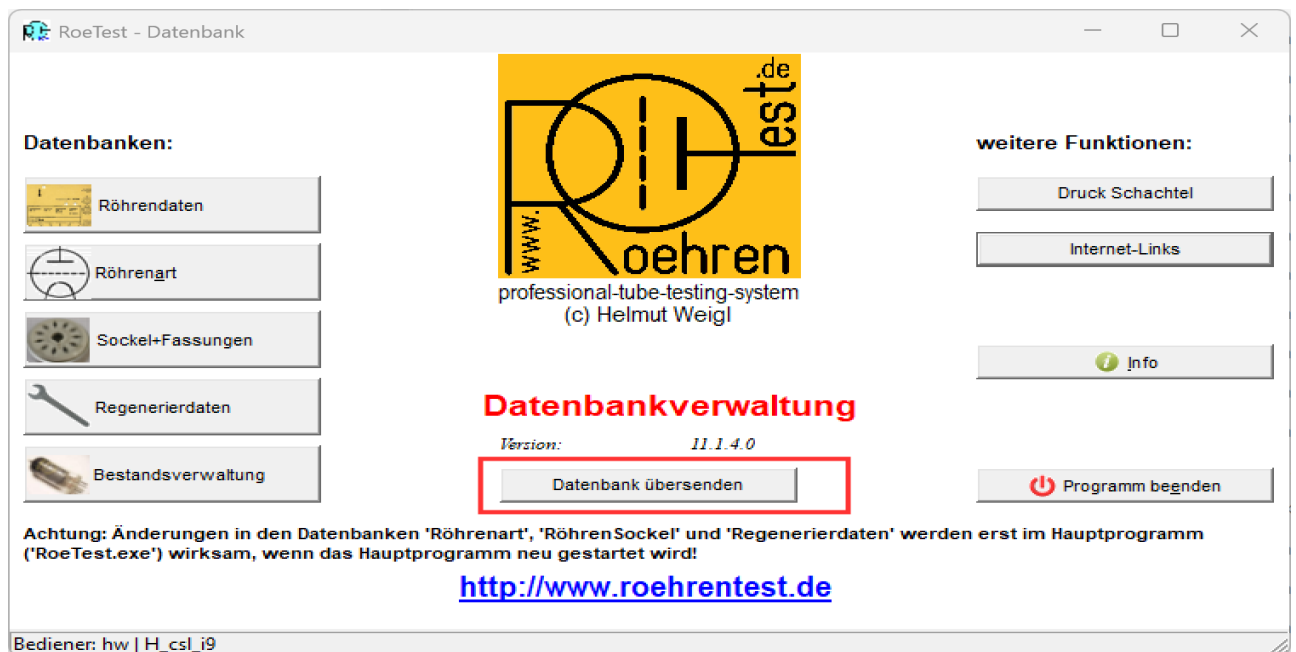 RoeTest - Datenbank
Datenbanken:
Röhrendaten
Röhrenart
Sockel+Fassungen
Regenerierdaten
Bestandsverwaltung
www.Roehrentest.de
professional-tube-testing-system
(c) Helmut Weigl
Datenbankverwaltung
Version: 11.1.4.0
Datenbank übersenden
weitere Funktionen:
Druck Schachtel
Internet-Links
Info
Programm beenden
Achtung: Änderungen in den Datenbanken 'Röhrenart', 'RöhrenSockel' und 'Regenerierdaten' werden erst im Hauptprogramm
('RoeTest.exe') wirksam, wenn das Hauptprogramm neu gestartet wird!
http://www.roehrentest.de
Bediener: hw | H_csl_i9